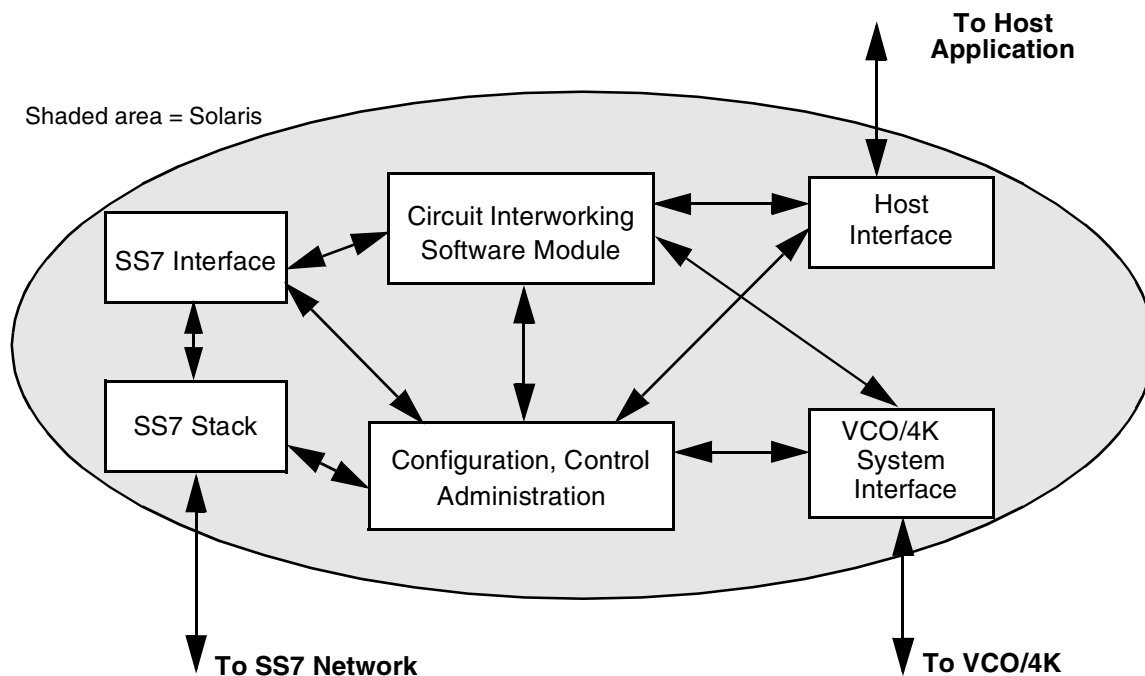 To Host
Application
Shaded area = Solaris
Circuit Interworking
Software Module
Host
Interface
SS7 Interface
SS7 Stack
Configuration, Control
Administration
VCO/4K
System
Interface
To SS7 Network
To VCO/4K